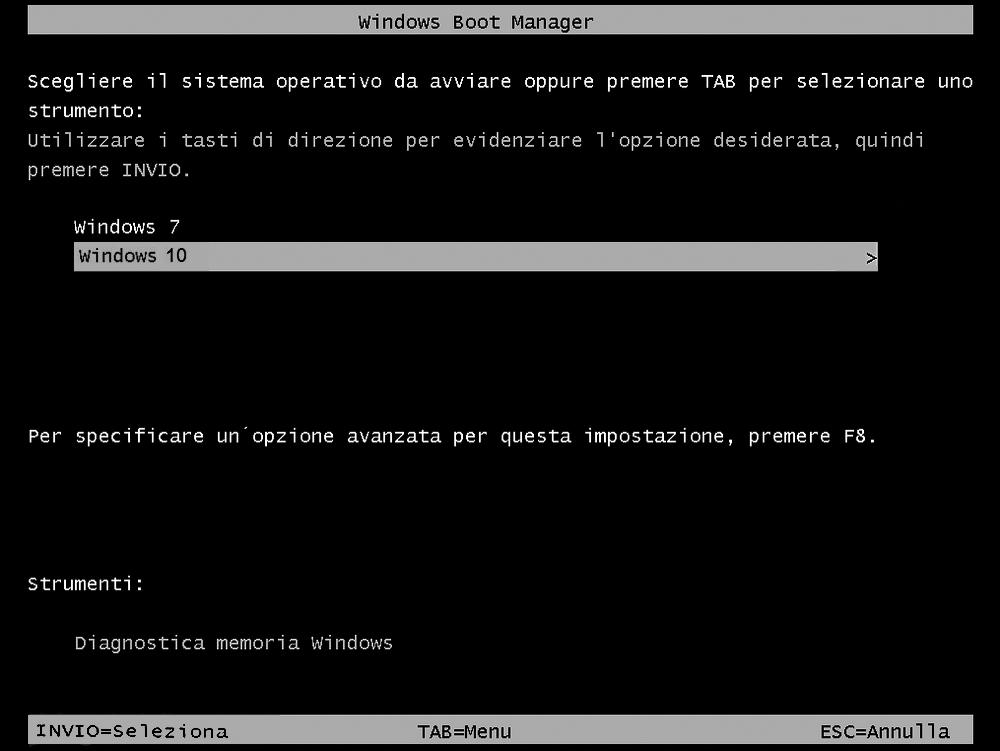 Windows Boot Manager
Scegliere il sistema operativo da avviare oppure premere TAB per selezionare uno
strumento:
Utilizzare i tasti di direzione per evidenziare l'opzione desiderata, quindi
premere INVIO.
Windows 7
Windows 10 >
Per specificare un´opzione avanzata per questa impostazione, premere F8.
Strumenti:
Diagnostica memoria Windows
INVIO=Seleziona TAB=Menu ESC=Annulla